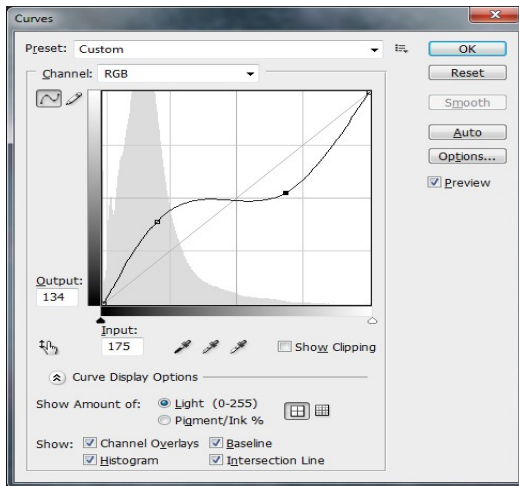 Curves
Preset: Custom
OK
Channel: RGB
Reset
Smooth
Auto
Options...
Preview
Output:
134
Input:
175
Show Clipping
Curve Display Options
Show Amount of: Light (0-255)
Pigment/Ink %
Show: Channel Overlays Baseline
Histogram Intersection Line